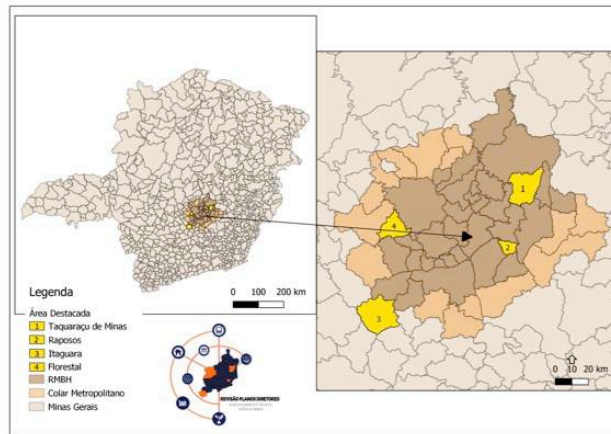 0 100 200 km
Legenda
Área Destacada
1 Taquaraçu de Minas
2 Raposos
3 Itaguara
4 Florestal
RMBH
Colar Metropolitano
Minas Gerais
REVISÃO PLANOS DIRETORES
1
4
2
3
0 10 20 km